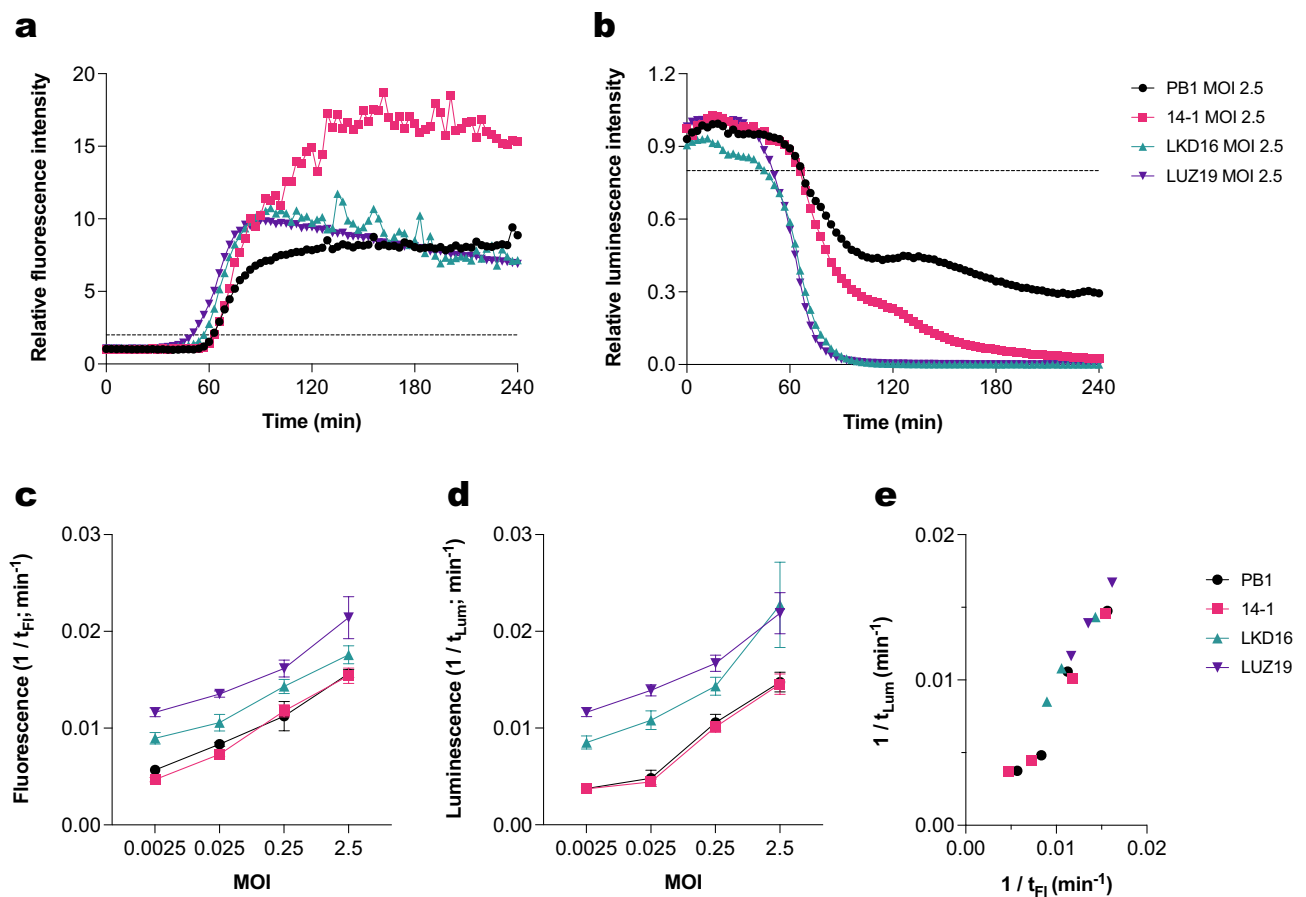 a
Relative fluorescence intensity
20
15
10
5
0
0
60
120
180
240
Time (min)
b
Relative luminescence intensity
1.2
0.9
0.6
0.3
0.0
0
60
120
180
240
Time (min)
PB1 MOI 2.5
14-1 MOI 2.5
LKD16 MOI 2.5
LUZ19 MOI 2.5
c
Fluorescence (1 / tFl; min-1)
0.03
0.02
0.01
0.00
0.0025
0.025
0.25
2.5
MOI
d
Luminescence (1 / tLum; min-1)
0.03
0.02
0.01
0.00
0.0025
0.025
0.25
2.5
MOI
e
1 / tLum (min-1)
0.02
0.01
0.00
0.00
0.01
0.02
1 / tFl (min-1)
PB1
14-1
LKD16
LUZ19